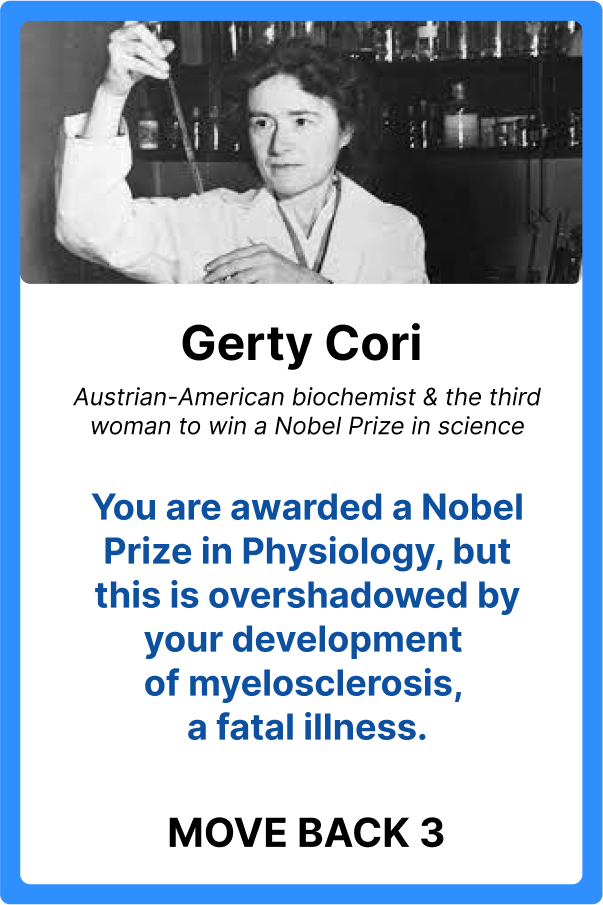 Gerty Cori
Austrian-American biochemist & the third
woman to win a Nobel Prize in science
You are awarded a Nobel
Prize in Physiology, but
this is overshadowed by
your development
of myelosclerosis,
a fatal illness.
MOVE BACK 3